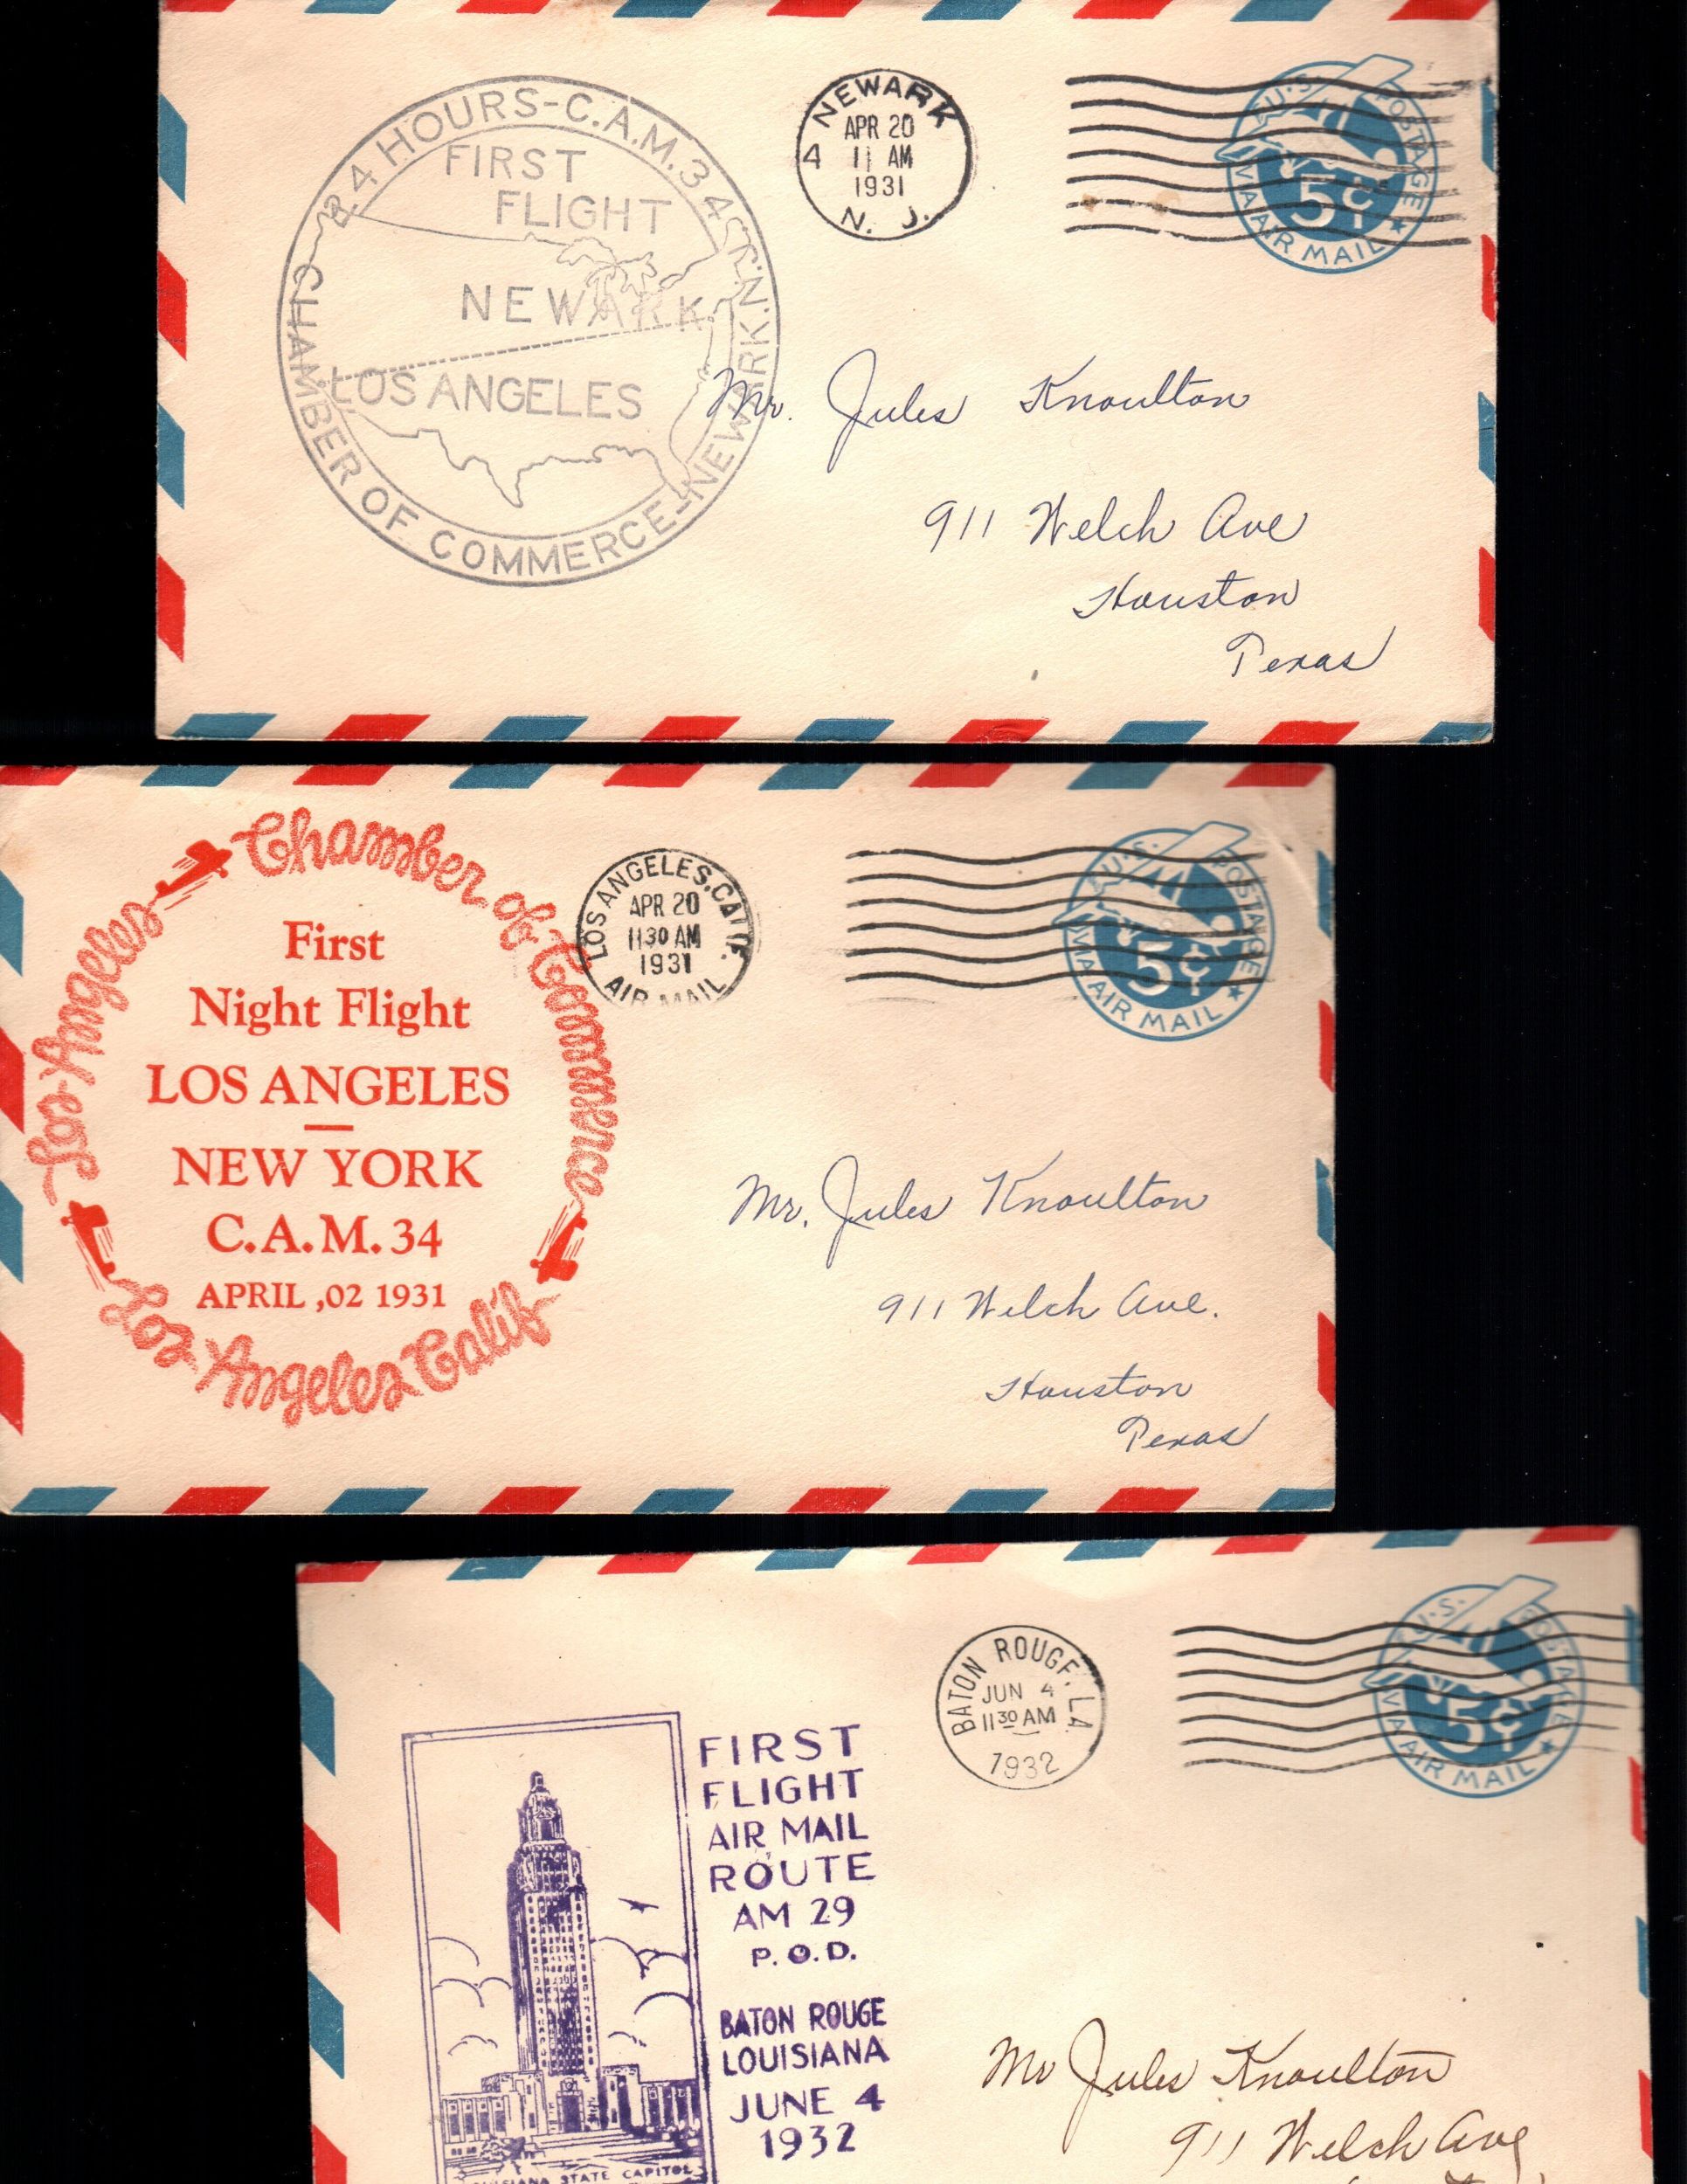 24 HOURS-C.A.M.34
CHAMBER OF COMMERCE-NEWARK.N.J.
FIRST
FLIGHT
NEWARK
LOS ANGELES
NEWARK
APR 20
4 11 AM
1931
N. J.
U.S. POSTAGE
5¢
VIA AIR MAIL
Mr. Jules Knoulton
911 Welch Ave
Houston
Texas
Los Angeles Chamber of Commerce
First
Night Flight
LOS ANGELES
—
NEW YORK
C.A.M. 34
APRIL ,02 1931
Los Angeles Calif
LOS ANGELES, CALIF.
APR 20
1130 AM
1931
AIR MAIL
U.S. POSTAGE
5¢
VIA AIR MAIL
Mr. Jules Knoulton
911 Welch Ave.
Houston
Texas
FIRST
FLIGHT
AIR MAIL
ROUTE
AM 29
P.O.D.
BATON ROUGE
LOUISIANA
JUNE 4
1932
LOUISIANA STATE CAPITOL
BATON ROUGE, LA.
JUN 4
1130 AM
1932
U.S. POSTAGE
5¢
VIA AIR MAIL
Mr Jules Knoulton
911 Welch Ave